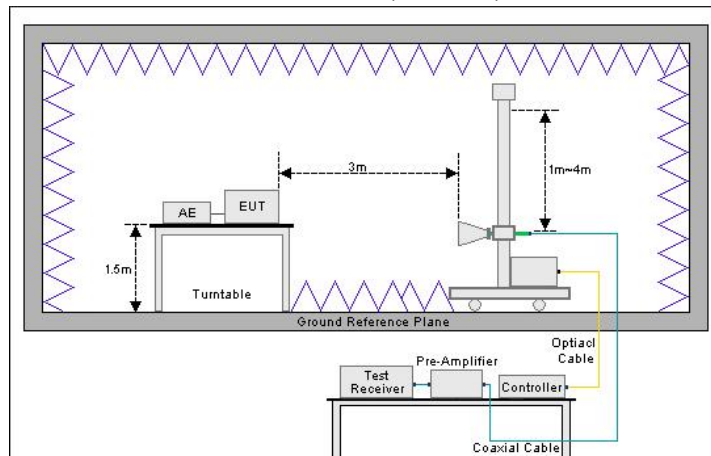 3m
1m~4m
AE
EUT
1.5m
Turntable
Ground Reference Plane
Optiacl
Cable
Pre-Amplifier
Test
Receiver
Controller
Coaxial Cable